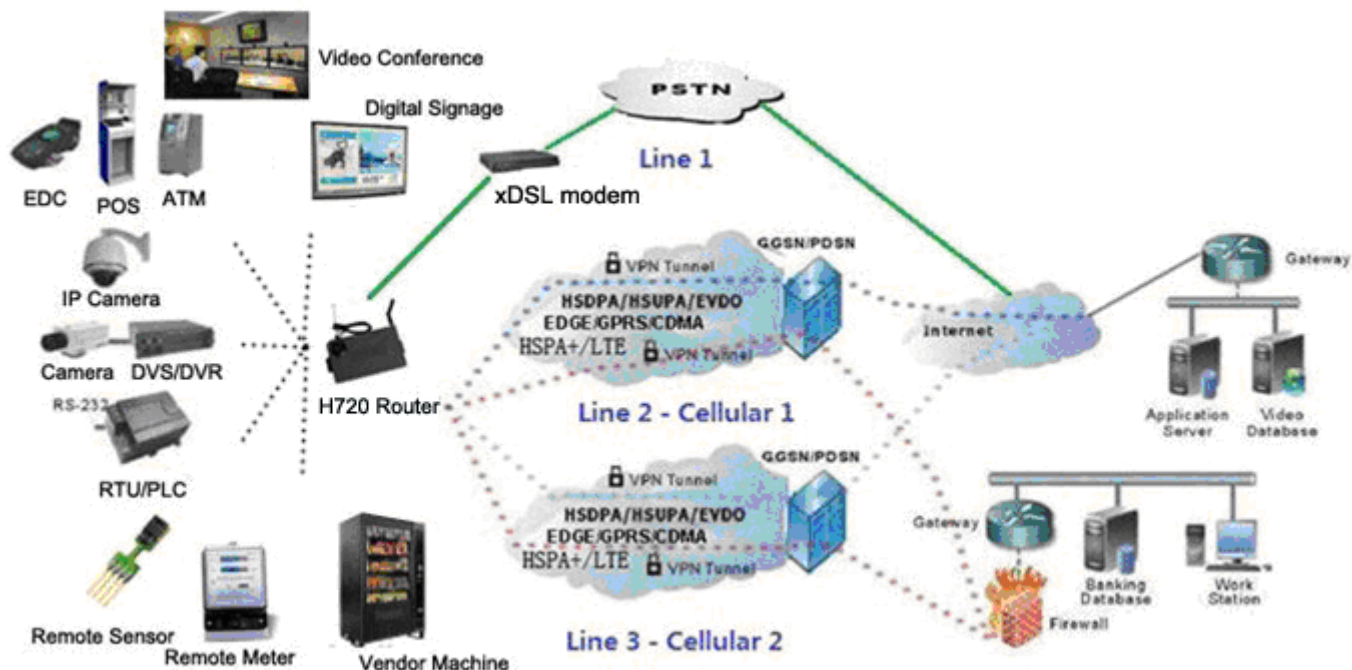 Video Conference
PSTN
Digital Signage
Line 1
EDC
POS
ATM
xDSL modem
GGSN/PDSN
VPN Tunnel
Gateway
IP Camera
HSDPA/HSUPA/EVDO
EDGE/GPRS/CDMA
HSPA+/LTE
VPN Tunnel
Internet
Camera
DVS/DVR
RS-232
H720 Router
Line 2 - Cellular 1
Application
Server
Video
Database
RTU/PLC
GGSN/PDSN
VPN Tunnel
HSDPA/HSUPA/EVDO
EDGE/GPRS/CDMA
HSPA+/LTE
VPN Tunnel
Gateway
Banking
Database
Work
Station
Firewall
Remote Sensor
Remote Meter
Vendor Machine
Line 3 - Cellular 2